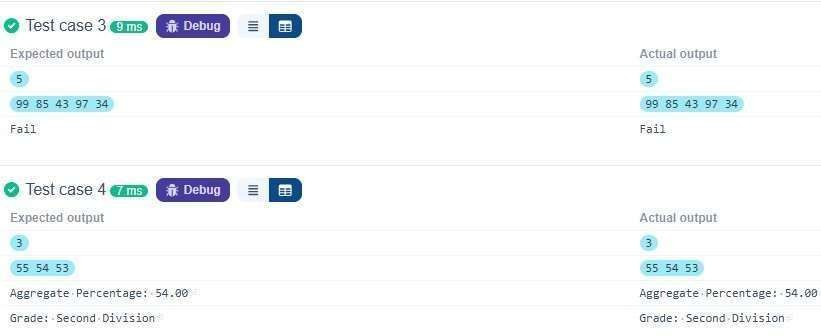 Test case 3 9 ms Debug
Expected output Actual output
5 5
99 85 43 97 34 99 85 43 97 34
Fail Fail
Test case 4 7 ms Debug
Expected output Actual output
3 3
55 54 53 55 54 53
Aggregate·Percentage:·54.00 Aggregate·Percentage:·54.00
Grade:·Second·Division Grade:·Second·Division